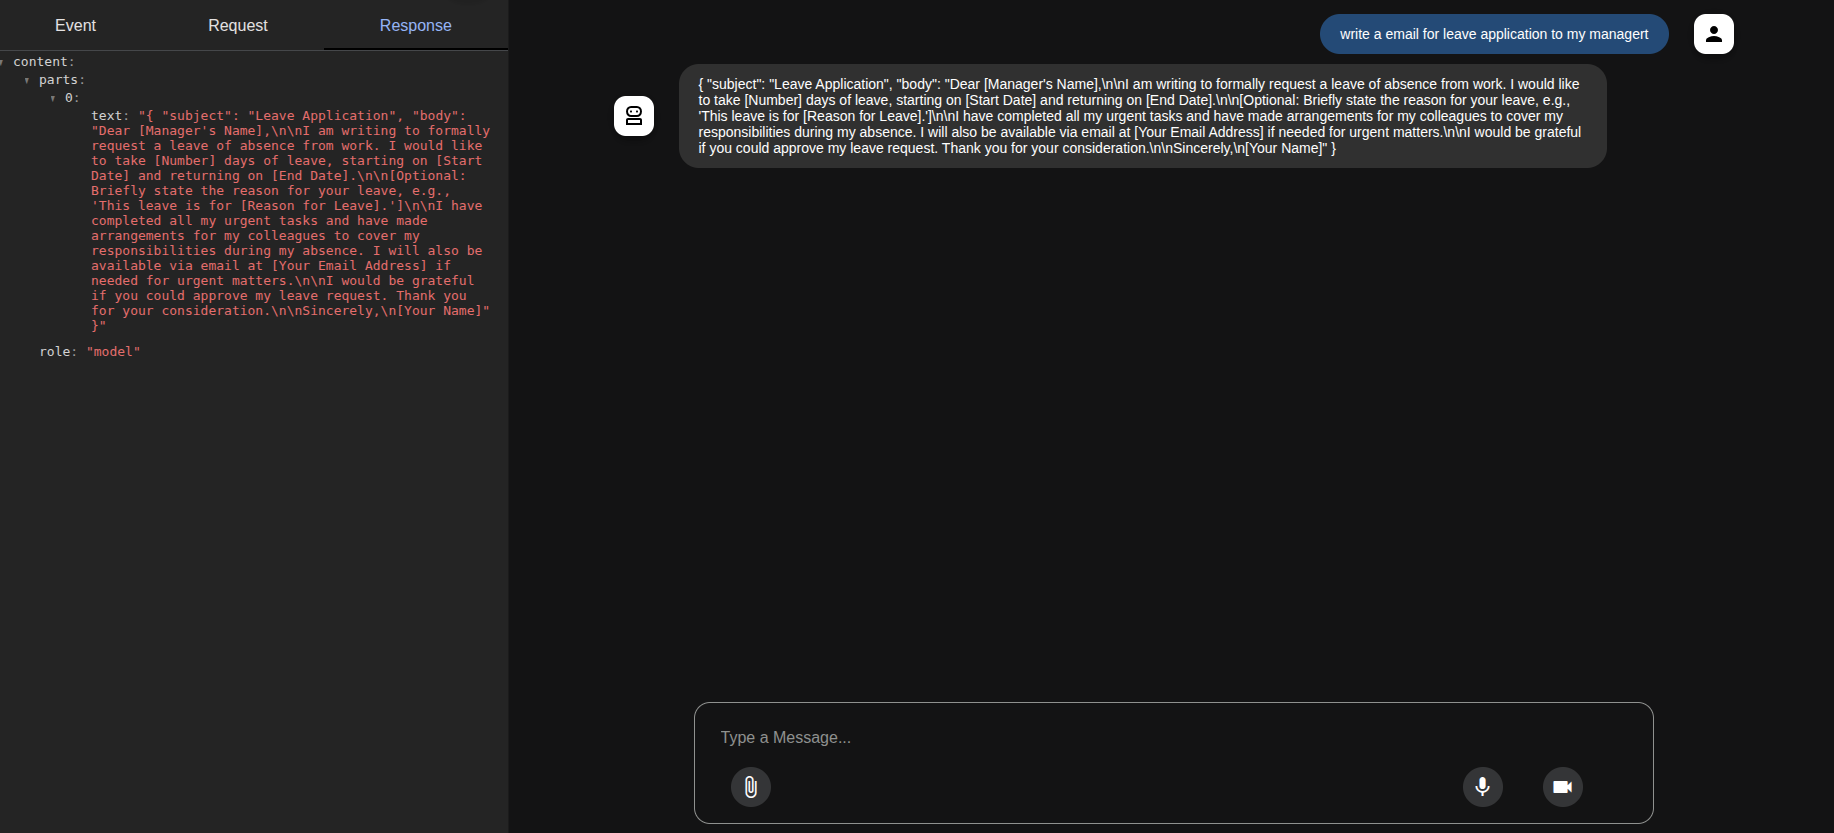 Event Request Response
content:
parts:
0:
text: "{ "subject": "Leave Application", "body":
"Dear [Manager's Name],\n\nI am writing to formally
request a leave of absence from work. I would like
to take [Number] days of leave, starting on [Start
Date] and returning on [End Date].\n\n[Optional:
Briefly state the reason for your leave, e.g.,
'This leave is for [Reason for Leave].']\n\nI have
completed all my urgent tasks and have made
arrangements for my colleagues to cover my
responsibilities during my absence. I will also be
available via email at [Your Email Address] if
needed for urgent matters.\n\nI would be grateful
if you could approve my leave request. Thank you
for your consideration.\n\nSincerely,\n[Your Name]"
}"
role: "model"
write a email for leave application to my managert
{ "subject": "Leave Application", "body": "Dear [Manager's Name],\n\nI am writing to formally request a leave of absence from work. I would like
to take [Number] days of leave, starting on [Start Date] and returning on [End Date].\n\n[Optional: Briefly state the reason for your leave, e.g.,
'This leave is for [Reason for Leave].']\n\nI have completed all my urgent tasks and have made arrangements for my colleagues to cover my
responsibilities during my absence. I will also be available via email at [Your Email Address] if needed for urgent matters.\n\nI would be grateful
if you could approve my leave request. Thank you for your consideration.\n\nSincerely,\n[Your Name]" }
Type a Message...